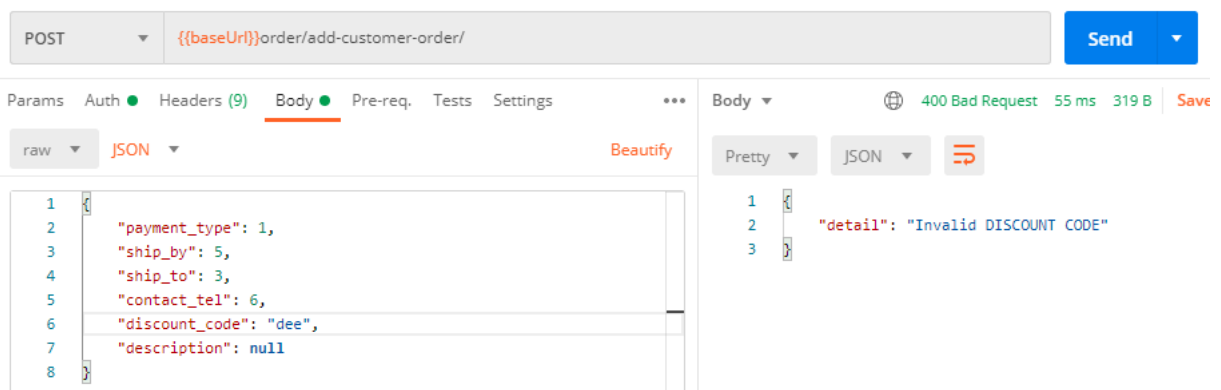 POST {{baseUrl}}order/add-customer-order/ Send
Params Auth Headers (9) Body Pre-req. Tests Settings ••• Body 400 Bad Request 55 ms 319 B Save
raw JSON Beautify Pretty JSON
1 {
2 "payment_type": 1,
3 "ship_by": 5,
4 "ship_to": 3,
5 "contact_tel": 6,
6 "discount_code": "dee",
7 "description": null
8 }
1 {
2 "detail": "Invalid DISCOUNT CODE"
3 }